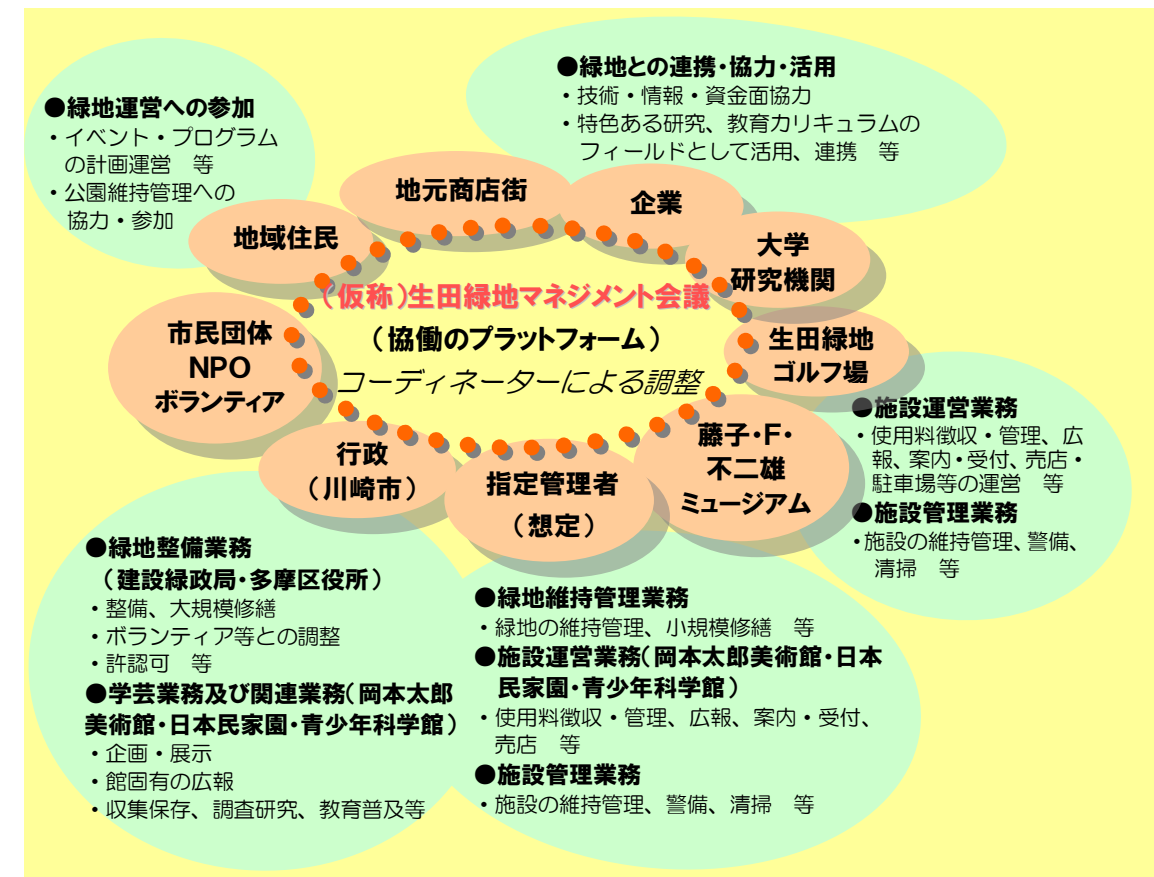 ●緑地運営への参加
・イベント・プログラム
の計画運営　等
・公園維持管理への
協力・参加
●緑地との連携・協力・活用
・技術・情報・資金面協力
・特色ある研究、教育カリキュラムの
フィールドとして活用、連携　等
地元商店街
企業
地域住民
大学
研究機関
（仮称）生田緑地マネジメント会議
（協働のプラットフォーム）
コーディネーターによる調整
市民団体
NPO
ボランティア
生田緑地
ゴルフ場
行政
（川崎市）
指定管理者
（想定）
藤子・F・
不二雄
ミュージアム
●施設運営業務
・使用料徴収・管理、広
報、案内・受付、売店・
駐車場等の運営　等
●施設管理業務
・施設の維持管理、警備、
清掃　等
●緑地整備業務
（建設緑政局・多摩区役所）
・整備、大規模修繕
・ボランティア等との調整
・許認可　等
●学芸業務及び関連業務（岡本太郎
美術館・日本民家園・青少年科学館）
・企画・展示
・館固有の広報
・収集保存、調査研究、教育普及等
●緑地維持管理業務
・緑地の維持管理、小規模修繕　等
●施設運営業務（岡本太郎美術館・日本
民家園・青少年科学館）
・使用料徴収・管理、広報、案内・受付、
売店　等
●施設管理業務
・施設の維持管理、警備、清掃　等